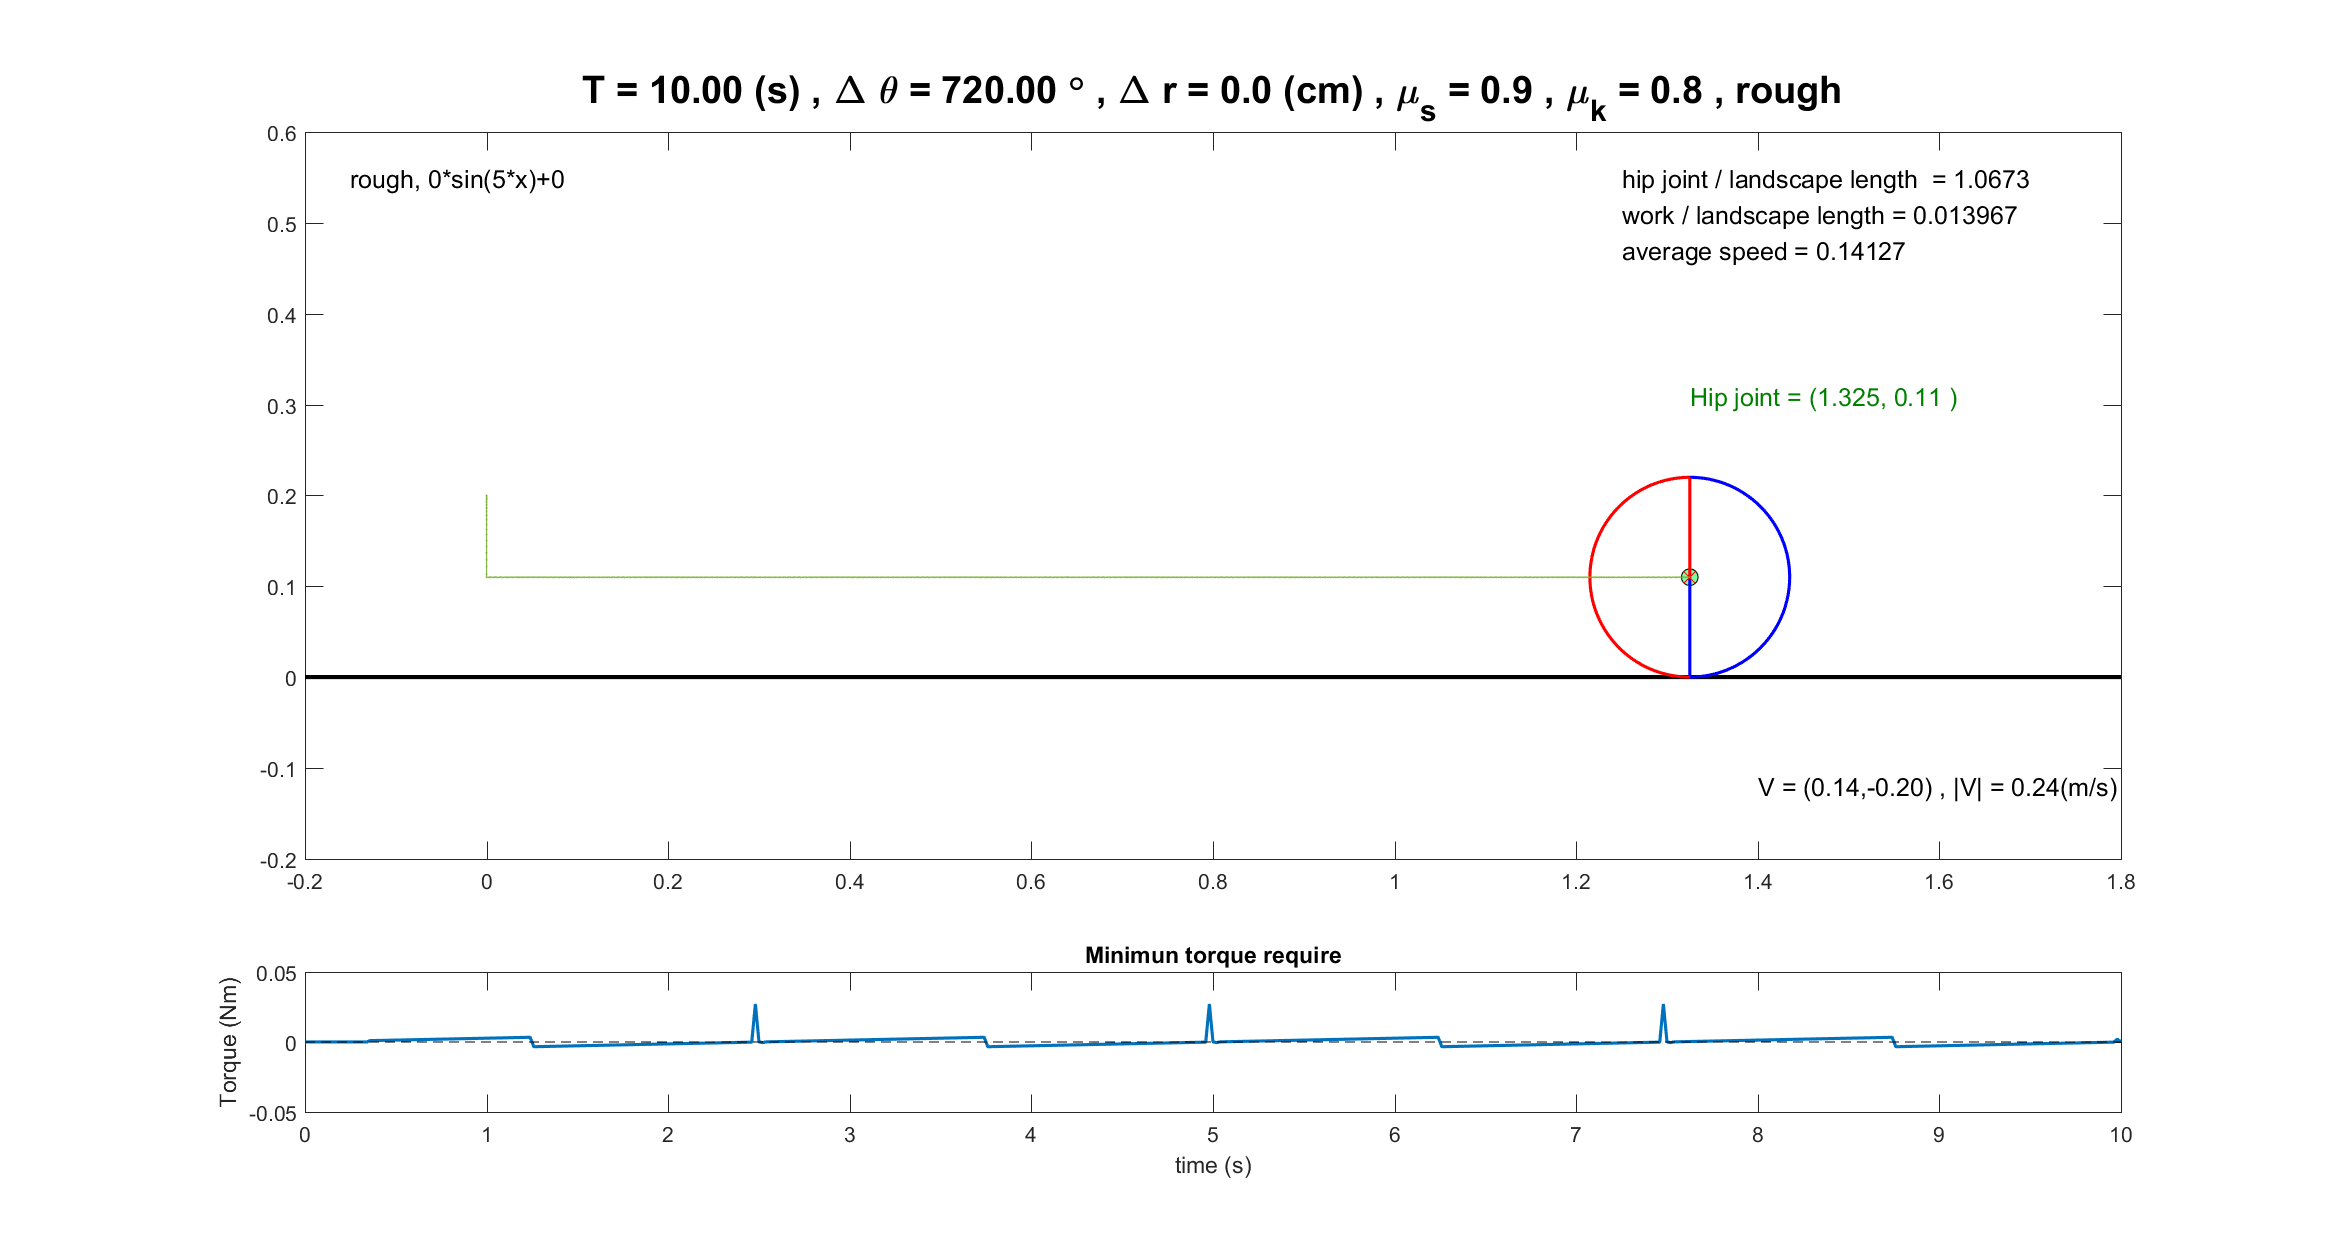 T = 10.00 (s) , Δ θ = 720.00 ° , Δ r = 0.0 (cm) , μs = 0.9 , μk = 0.8 , rough
0.6
0.5
0.4
0.3
0.2
0.1
0
-0.1
-0.2
rough, 0*sin(5*x)+0
hip joint / landscape length  = 1.0673
work / landscape length = 0.013967
average speed = 0.14127
Hip joint = (1.325, 0.11 )
V = (0.14,-0.20) , |V| = 0.24(m/s)
-0.2 0 0.2 0.4 0.6 0.8 1 1.2 1.4 1.6 1.8
Minimun torque require
Torque (Nm)
0.05
0
-0.05
0 1 2 3 4 5 6 7 8 9 10
time (s)